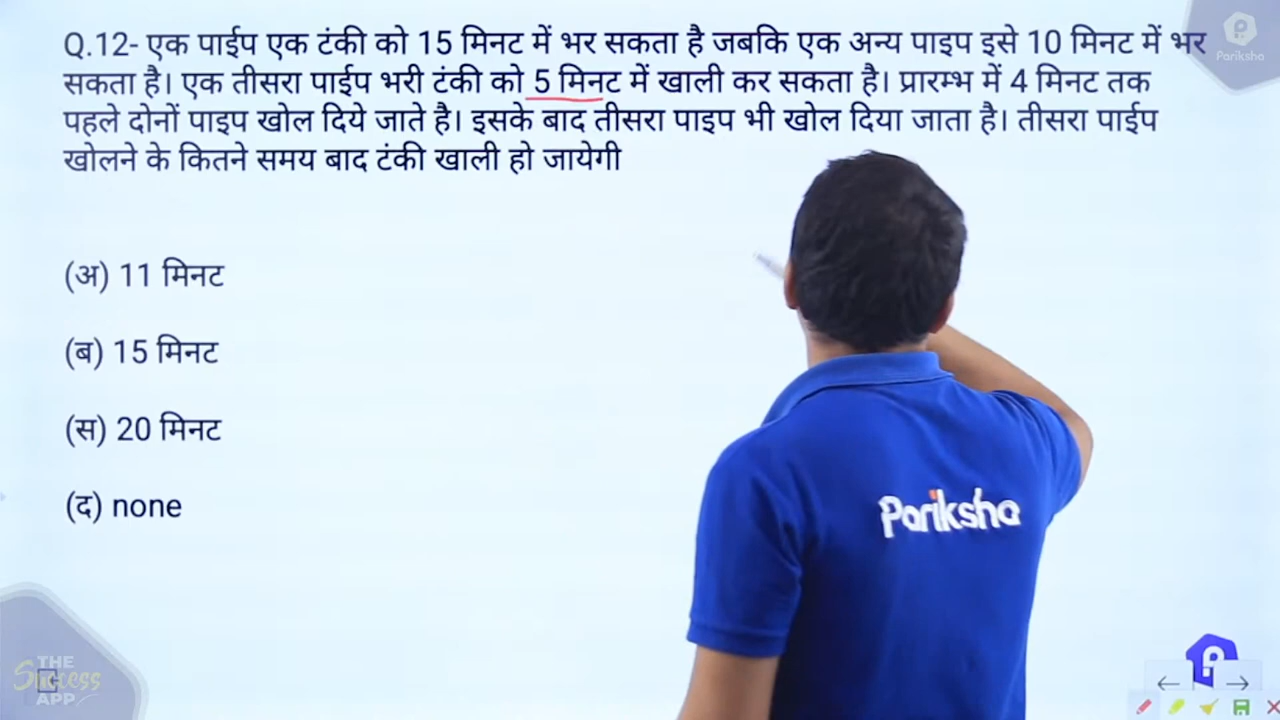 Q.12- एक पाईप एक टंकी को 15 मिनट में भर सकता है जबकि एक अन्य पाइप इसे 10 मिनट में भर
सकता है। एक तीसरा पाईप भरी टंकी को 5 मिनट में खाली कर सकता है। प्रारम्भ में 4 मिनट तक
पहले दोनों पाइप खोल दिये जाते है। इसके बाद तीसरा पाइप भी खोल दिया जाता है। तीसरा पाईप
खोलने के कितने समय बाद टंकी खाली हो जायेगी
(अ) 11 मिनट
(ब) 15 मिनट
(स) 20 मिनट
(द) none
Pariksha
Pariksha
THE
Success
APP